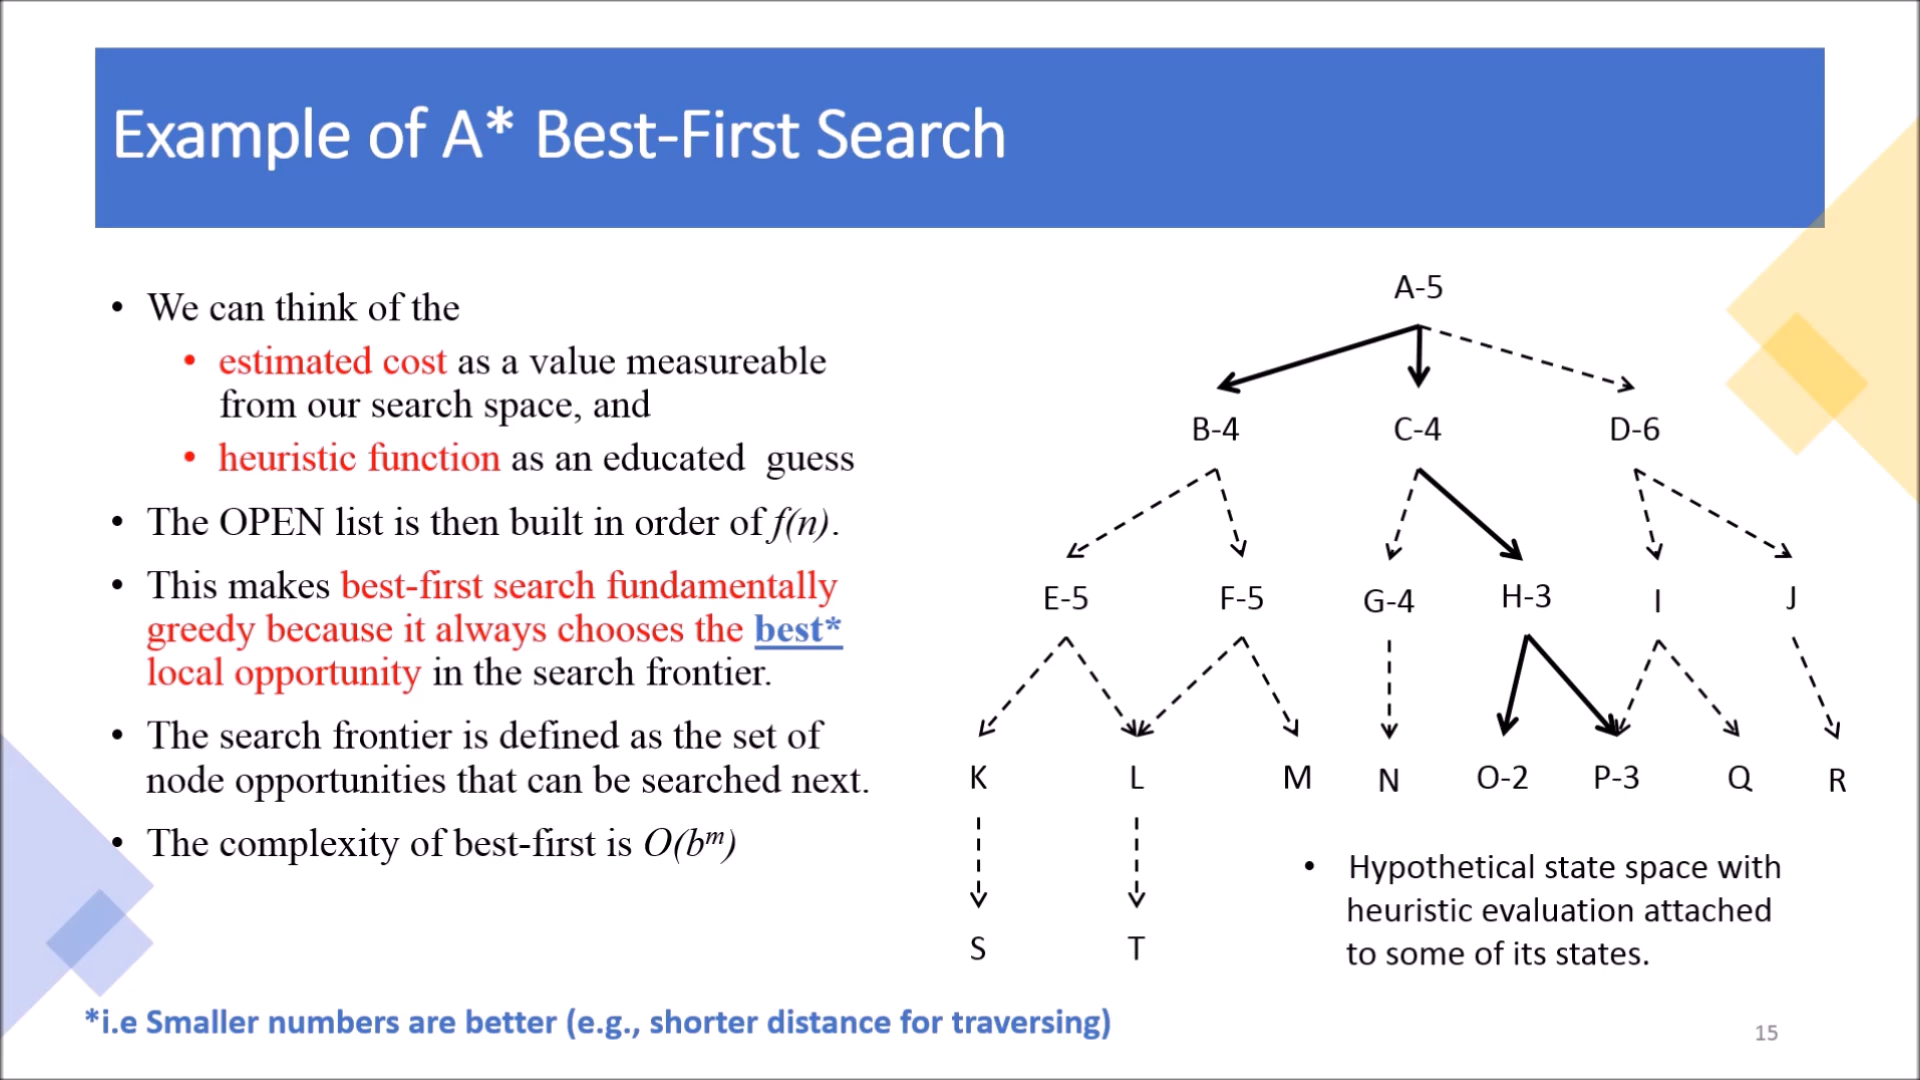 Example of A* Best-First Search
• We can think of the
• estimated cost as a value measureable
from our search space, and
• heuristic function as an educated guess
• The OPEN list is then built in order of f(n).
• This makes best-first search fundamentally
greedy because it always chooses the best*
local opportunity in the search frontier.
• The search frontier is defined as the set of
node opportunities that can be searched next.
• The complexity of best-first is O(bᵐ)
A-5
B-4 C-4 D-6
E-5 F-5 G-4 H-3 I J
K L M N O-2 P-3 Q R
S T
• Hypothetical state space with
heuristic evaluation attached
to some of its states.
*i.e Smaller numbers are better (e.g., shorter distance for traversing)
15